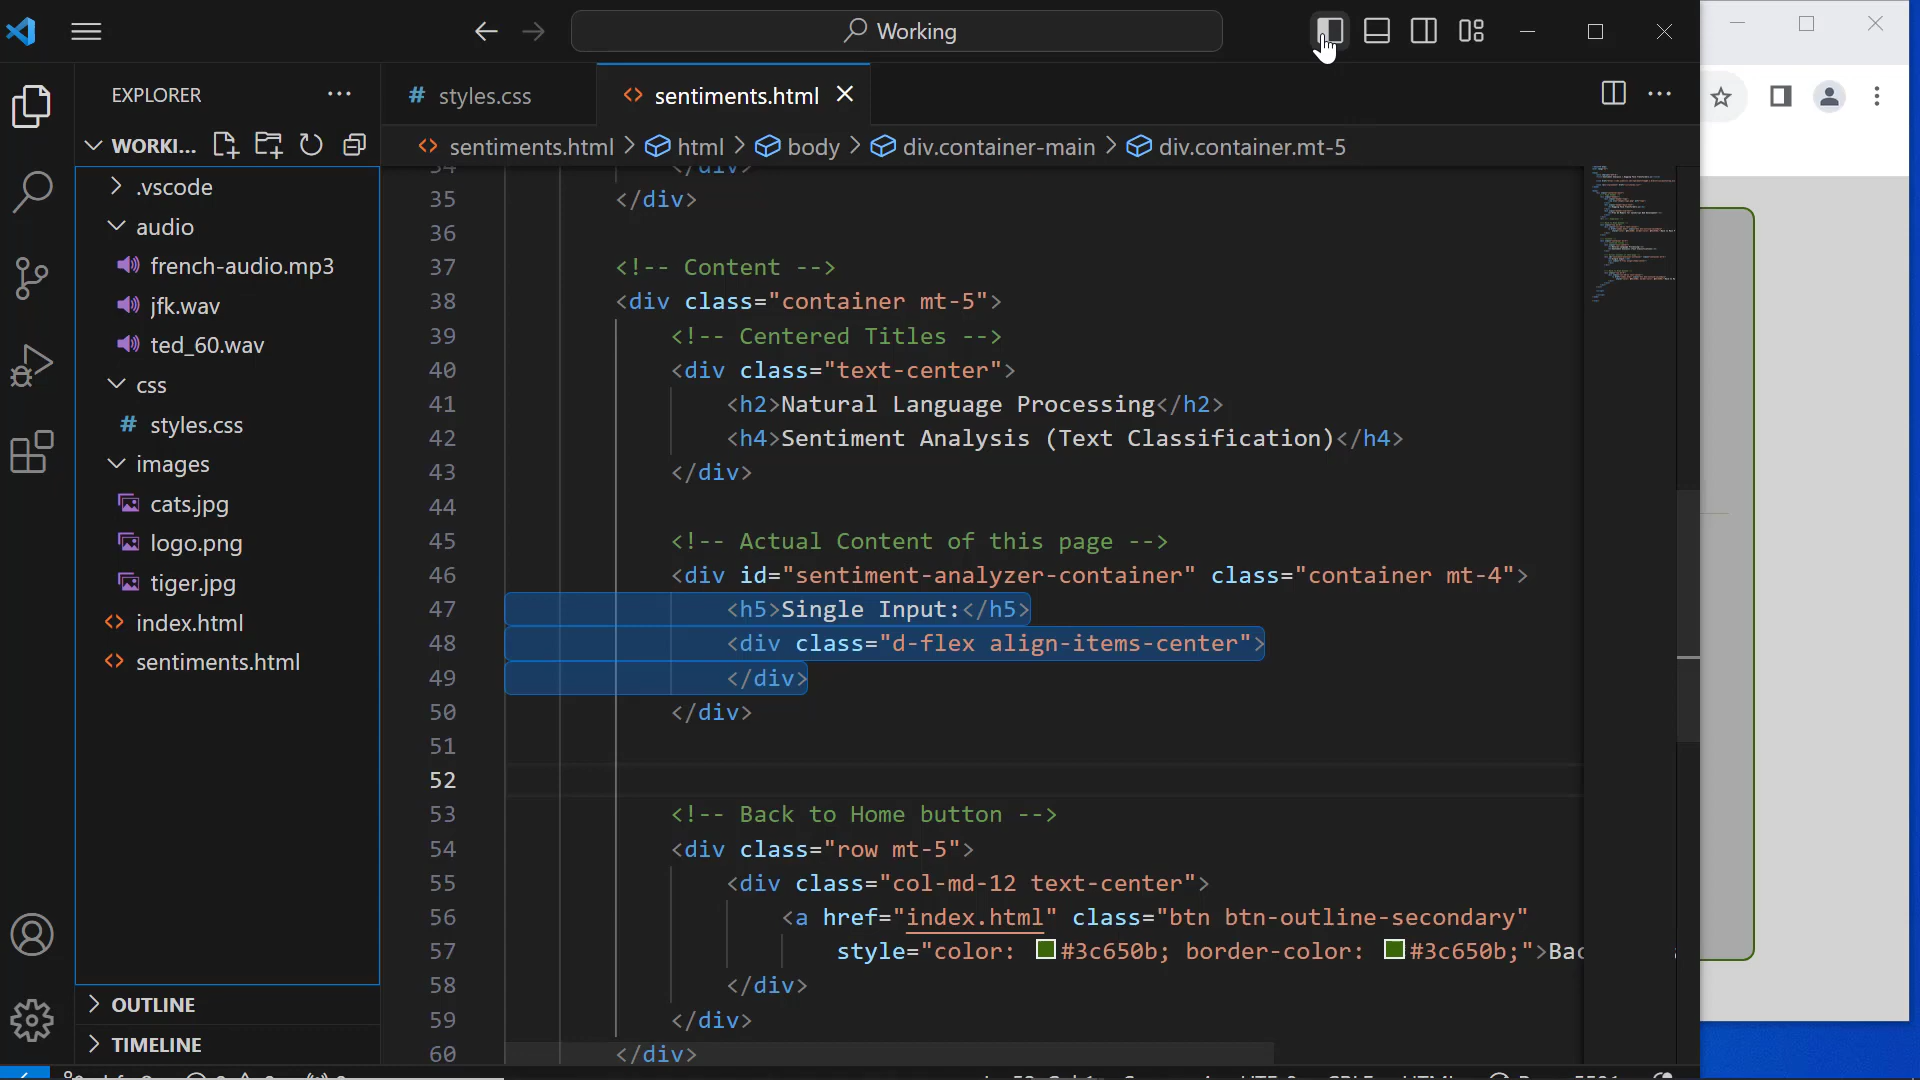 Working
EXPLORER
# styles.css
<> sentiments.html
WORKI...
<> sentiments.html > html > body > div.container-main > div.container.mt-5
.vscode
audio
french-audio.mp3
jfk.wav
ted_60.wav
css
# styles.css
images
cats.jpg
logo.png
tiger.jpg
<> index.html
<> sentiments.html
OUTLINE
TIMELINE
35 </div>
36
37 <!-- Content -->
38 <div class="container mt-5">
39 <!-- Centered Titles -->
40 <div class="text-center">
41 <h2>Natural Language Processing</h2>
42 <h4>Sentiment Analysis (Text Classification)</h4>
43 </div>
44
45 <!-- Actual Content of this page -->
46 <div id="sentiment-analyzer-container" class="container mt-4">
47 <h5>Single Input:</h5>
48 <div class="d-flex align-items-center">
49 </div>
50 </div>
51
52
53 <!-- Back to Home button -->
54 <div class="row mt-5">
55 <div class="col-md-12 text-center">
56 <a href="index.html" class="btn btn-outline-secondary"
57 style="color: #3c650b; border-color: #3c650b;">Bac
58 </div>
59 </div>
60 </div>